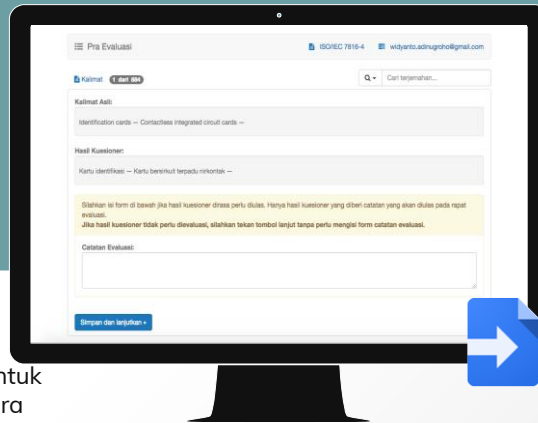 Pra Evaluasi
ISO/IEC 7816-4
widyanto.adinugroho@gmail.com
Kalimat
1 dari 884
Cari terjemahan...
Kalimat Asli:
Identification cards — Contactless integrated circuit cards —
Hasil Kuesioner:
Kartu identifikasi — Kartu bersirkuit terpadu nirkontak —
Silahkan isi form di bawah jika hasil kuesioner dirasa perlu diulas. Hanya hasil kuesioner yang diberi catatan yang akan diulas pada rapat
evaluasi.
Jika hasil kuesioner tidak perlu dievaluasi, silahkan tekan tombol lanjut tanpa perlu mengisi form catatan evaluasi.
Catatan Evaluasi:
Simpan dan lanjutkan »
ntuk
ra